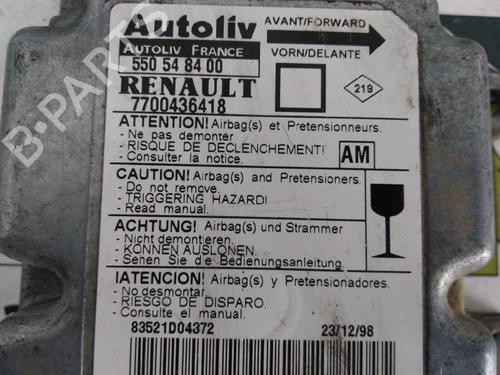 Autoliv
AUTOLIV FRANCE
550 54 84 00
RENAULT
7700436418
AVANT/FORWARD
VORN/DELANTE
219
ATTENTION! Airbag(s) et Pretensionneurs.
- Ne pas demonter
- RISQUE DE DECLENCHEMENT!
- Consulter la notice.
AM
CAUTION! Airbag(s) and Pretensioners.
- Do not remove.
- TRIGGERING HAZARD!
- Read manual.
ACHTUNG! Airbag(s) und Strammer
- Nicht demontieren.
- KONNEN AUSLONEN.
- Sehen Sie de Bedienungsanleitung.
¡ATENCION! Airbag(s) y Pretensionadores.
- No desmontar
- RIESGO DE DISPARO.
- Consulte el manual.
83521D04372 23/12/98
B-PARTS